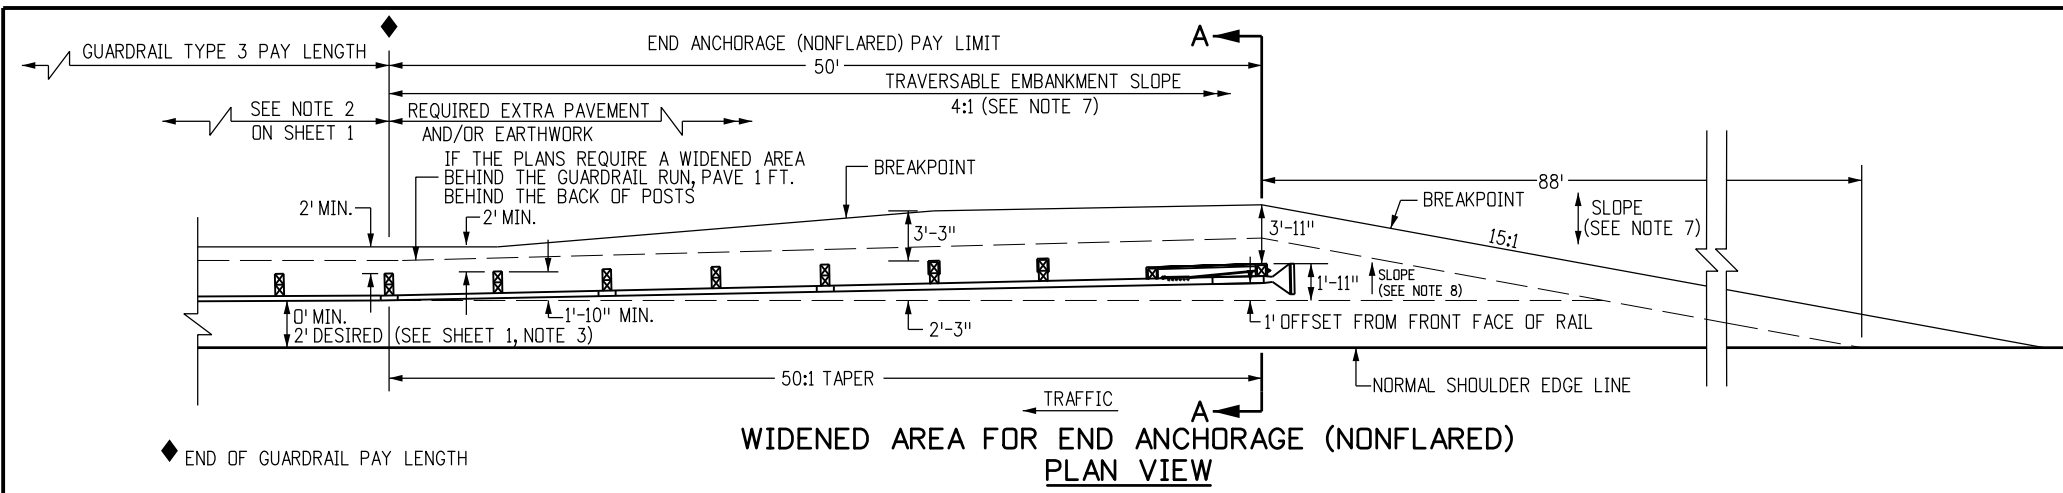 GUARDRAIL TYPE 3 PAY LENGTH
END ANCHORAGE (NONFLARED) PAY LIMIT
50'
A
TRAVERSABLE EMBANKMENT SLOPE
4:1 (SEE NOTE 7)
SEE NOTE 2
ON SHEET 1
REQUIRED EXTRA PAVEMENT
AND/OR EARTHWORK
IF THE PLANS REQUIRE A WIDENED AREA
BEHIND THE GUARDRAIL RUN, PAVE 1 FT.
BEHIND THE BACK OF POSTS
BREAKPOINT
88'
BREAKPOINT
SLOPE
(SEE NOTE 7)
2' MIN.
2' MIN.
3'-3"
3'-11"
15:1
1'-11"
SLOPE
(SEE NOTE 8)
0' MIN.
2' DESIRED (SEE SHEET 1, NOTE 3)
1'-10" MIN.
2'-3"
1' OFFSET FROM FRONT FACE OF RAIL
50:1 TAPER
NORMAL SHOULDER EDGE LINE
TRAFFIC
A
WIDENED AREA FOR END ANCHORAGE (NONFLARED)
PLAN VIEW
END OF GUARDRAIL PAY LENGTH